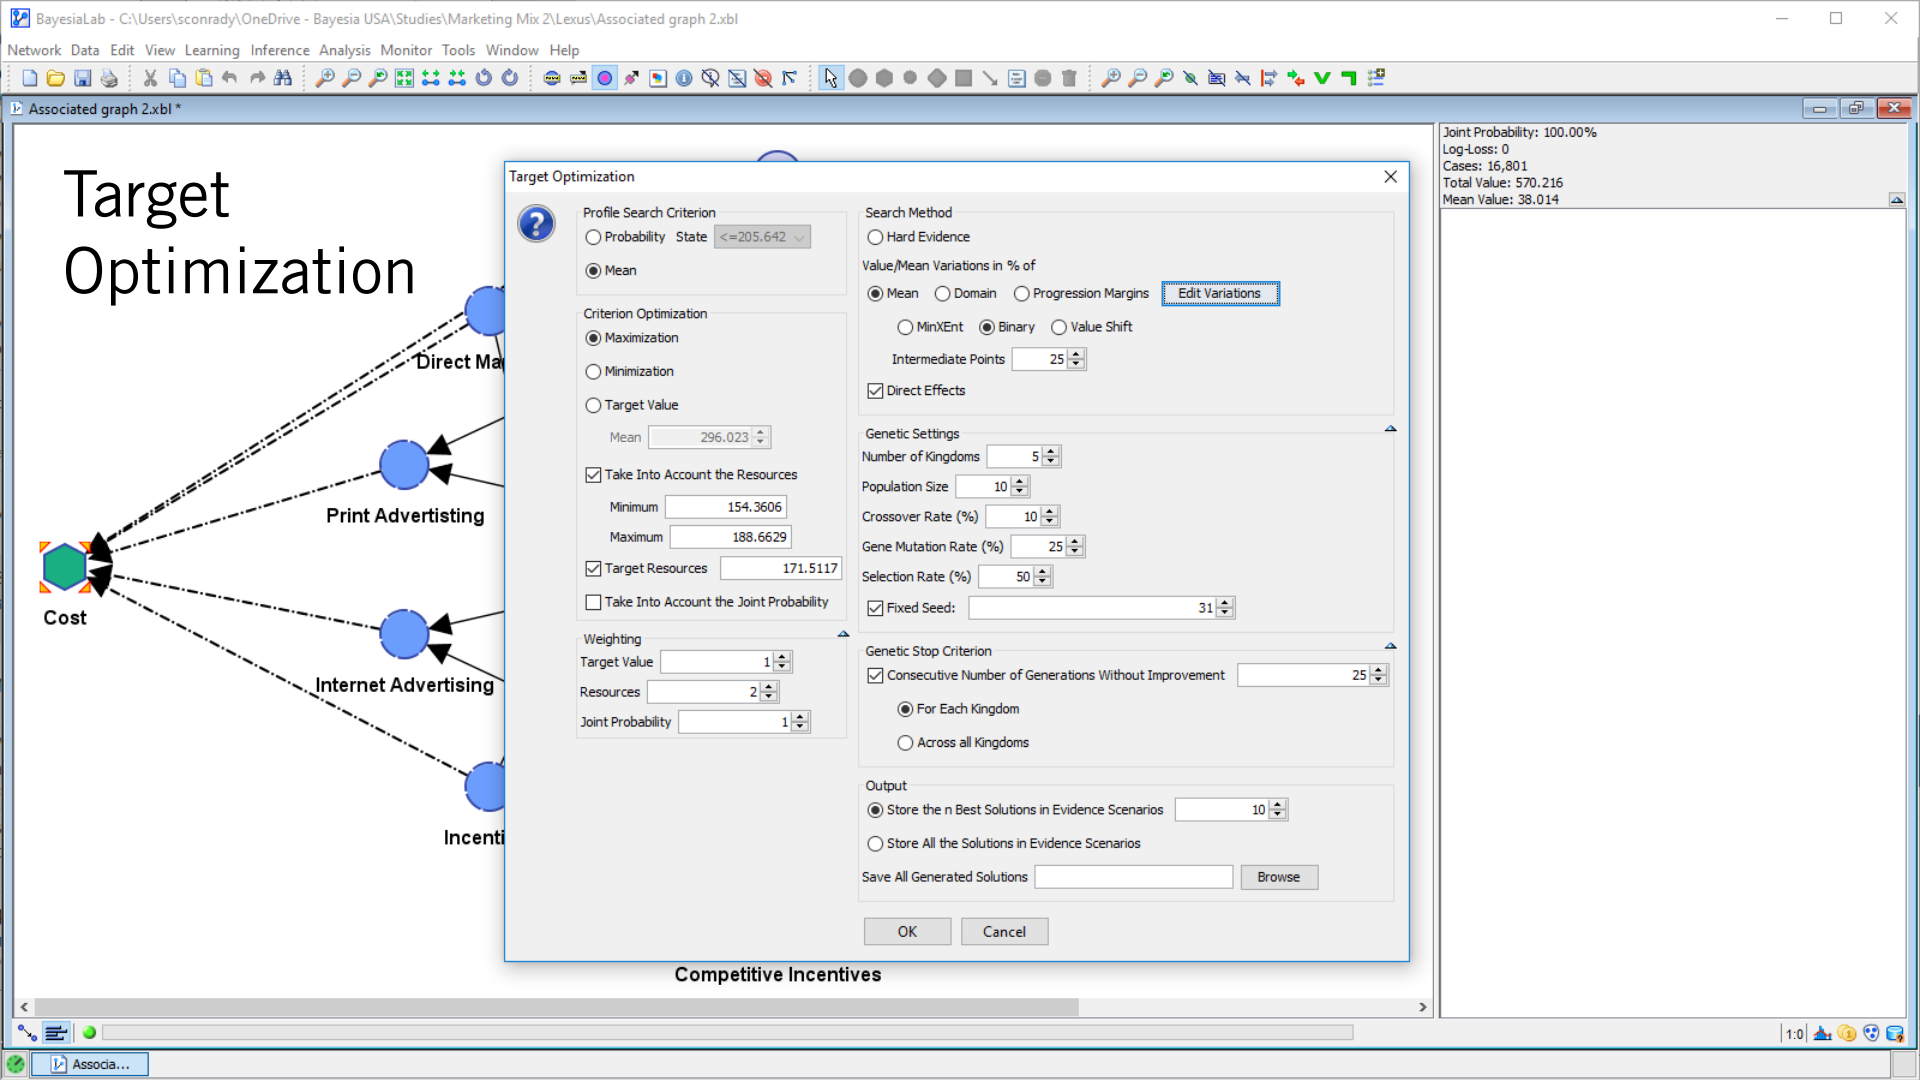 BayesiaLab - C:\Users\sconrady\OneDrive - Bayesia USA\Studies\Marketing Mix 2\Lexus\Associated graph 2.xbl
Network Data Edit View Learning Inference Analysis Monitor Tools Window Help
Associated graph 2.xbl *
Target
Optimization
Direct Ma
Print Advertisting
Cost
Internet Advertising
Incenti
Competitive Incentives
Target Optimization
Profile Search Criterion
Probability State <=205.642
Mean
Criterion Optimization
Maximization
Minimization
Target Value
Mean 296.023
Take Into Account the Resources
Minimum 154.3606
Maximum 188.6629
Target Resources 171.5117
Take Into Account the Joint Probability
Weighting
Target Value 1
Resources 2
Joint Probability 1
Search Method
Hard Evidence
Value/Mean Variations in % of
Mean Domain Progression Margins Edit Variations
MinXEnt Binary Value Shift
Intermediate Points 25
Direct Effects
Genetic Settings
Number of Kingdoms 5
Population Size 10
Crossover Rate (%) 10
Gene Mutation Rate (%) 25
Selection Rate (%) 50
Fixed Seed: 31
Genetic Stop Criterion
Consecutive Number of Generations Without Improvement 25
For Each Kingdom
Across all Kingdoms
Output
Store the n Best Solutions in Evidence Scenarios 10
Store All the Solutions in Evidence Scenarios
Save All Generated Solutions Browse
OK Cancel
Joint Probability: 100.00%
Log-Loss: 0
Cases: 16,801
Total Value: 570.216
Mean Value: 38.014
1:0
Associa...